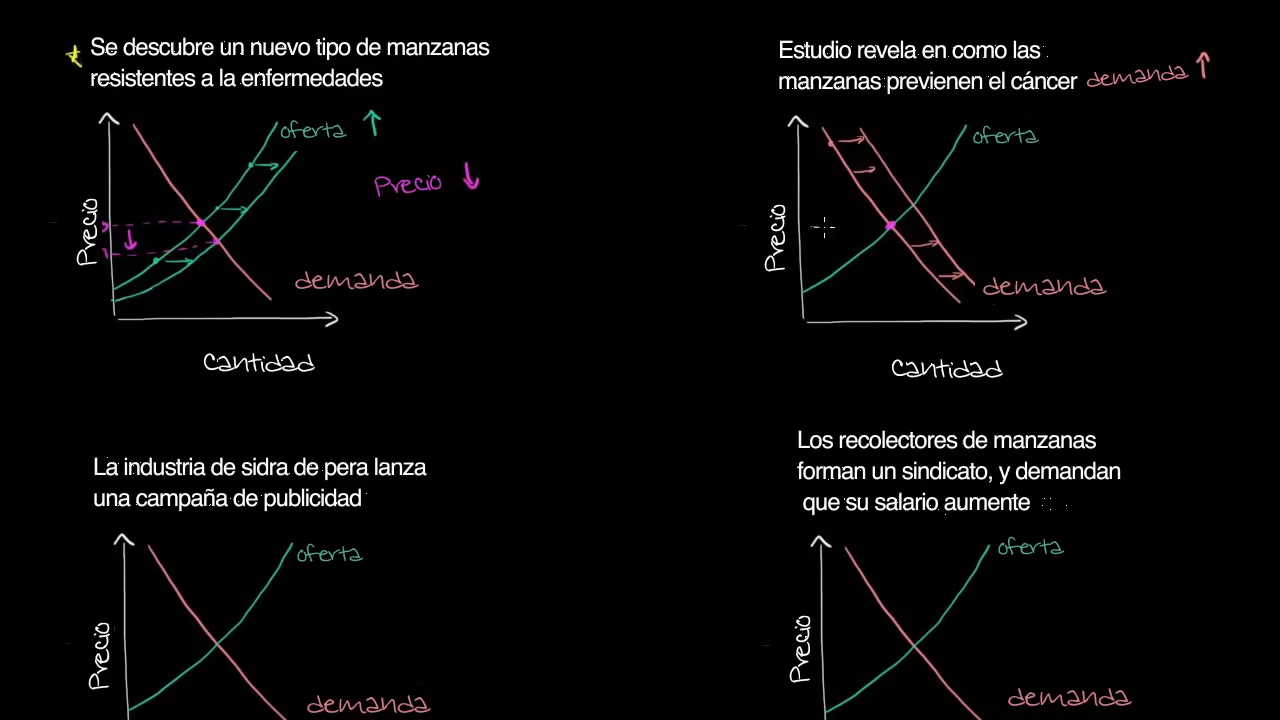 Se descubre un nuevo tipo de manzanas
resistentes a la enfermedades
oferta
Precio
Precio
demanda
Cantidad
Estudio revela en como las
manzanas previenen el cáncer demanda
oferta
Precio
demanda
Cantidad
La industria de sidra de pera lanza
una campaña de publicidad
oferta
Precio
demanda
Los recolectores de manzanas
forman un sindicato, y demandan
que su salario aumente
oferta
Precio
demanda